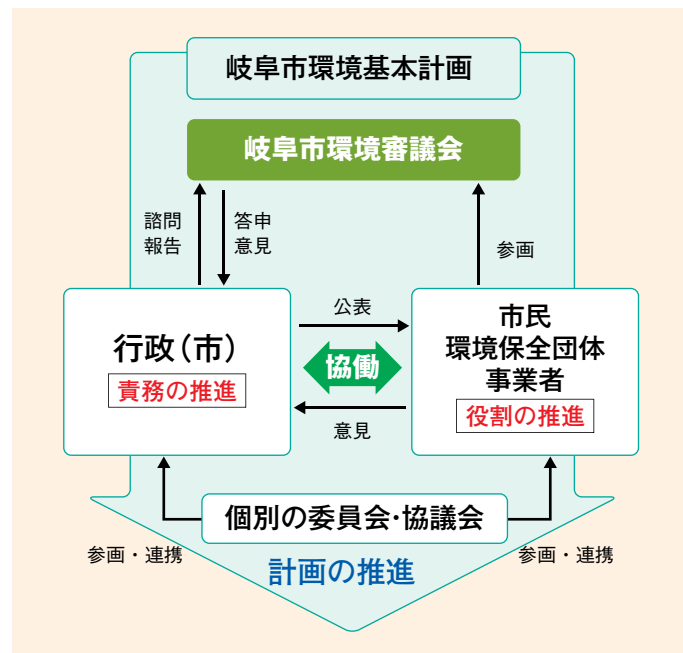 岐阜市環境基本計画
岐阜市環境審議会
諮問
報告
答申
意見
参画
行政（市）
責務の推進
公表
協働
意見
市民
環境保全団体
事業者
役割の推進
個別の委員会・協議会
参画・連携
参画・連携
計画の推進